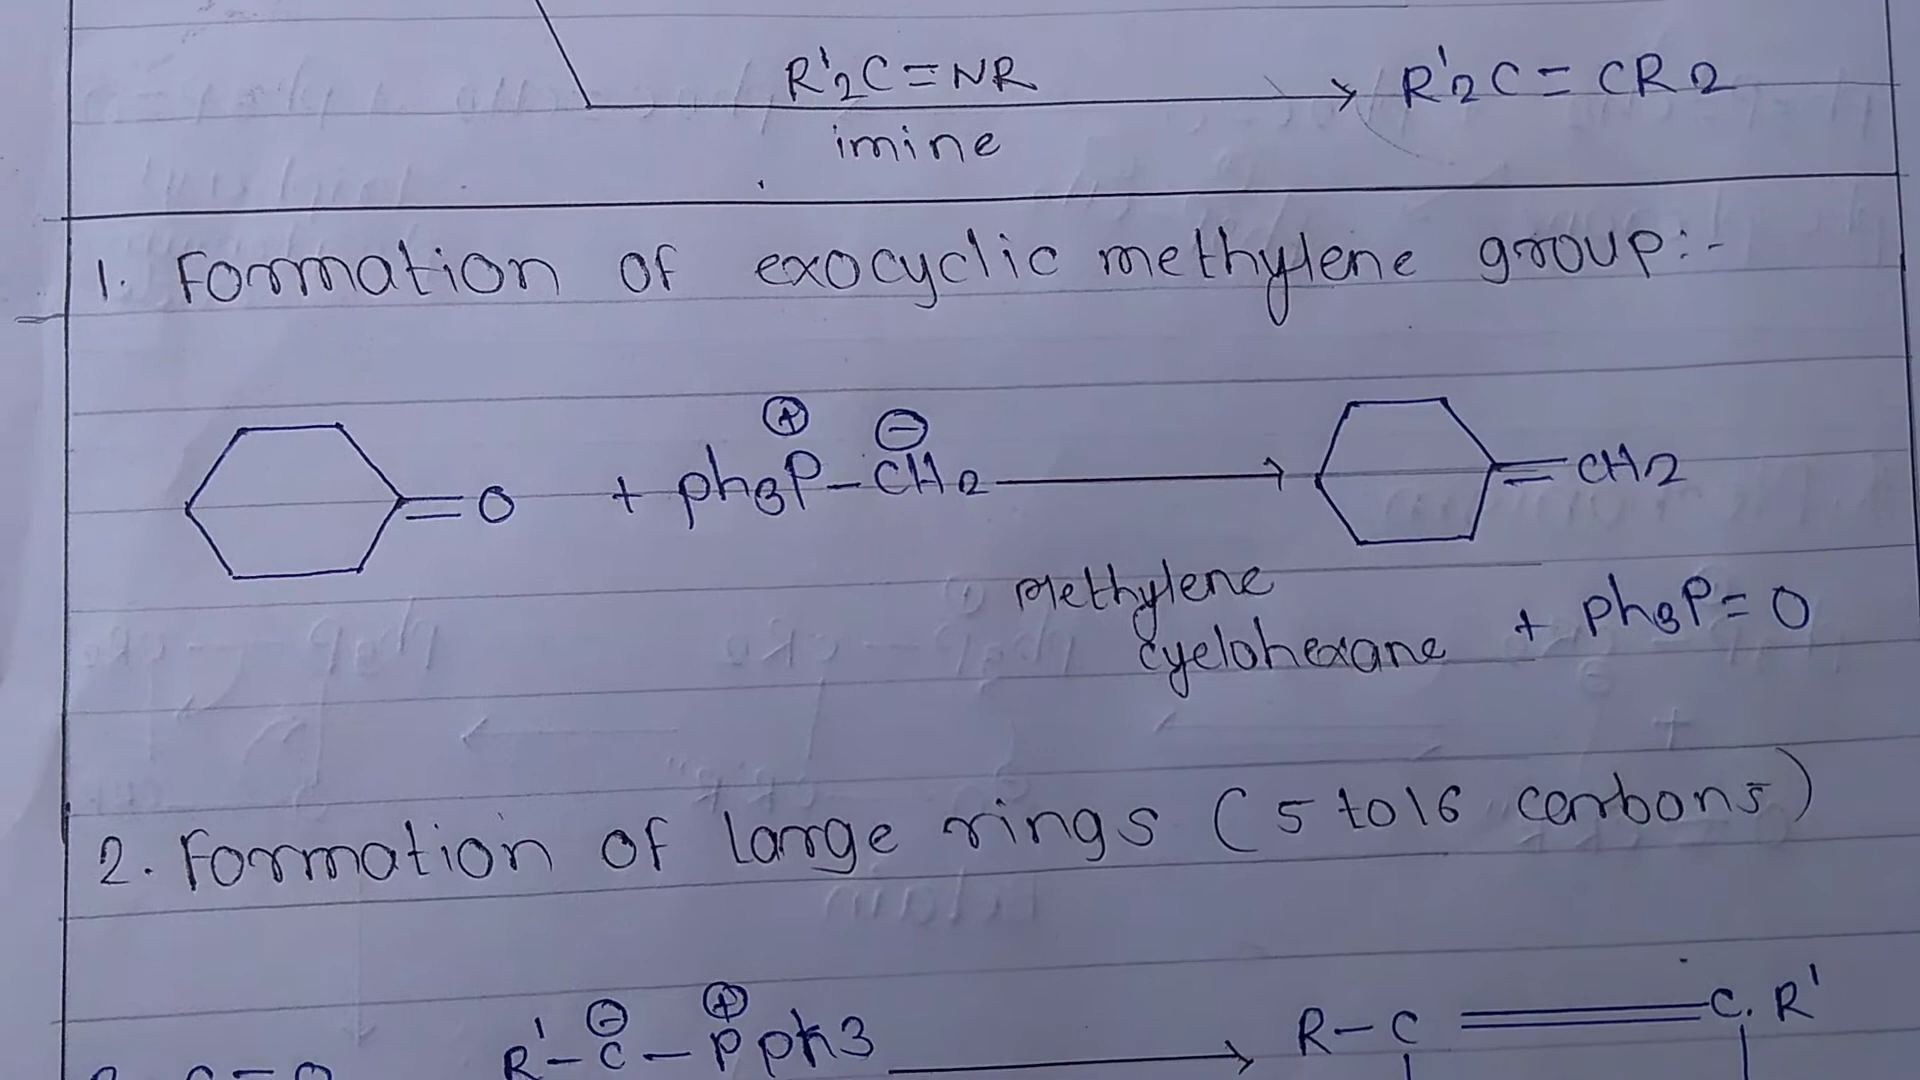 R'2C=NR → R'2C=CR2
imine
1. Formation of exocyclic methylene group:-
⊕ ⊖
=O + ph3P-CH2 → =CH2
Methylene
cyclohexane + ph3P=O
2. Formation of large rings (5 to 16 carbons)
⊖ ⊕
R'-C-Pph3 → R-C=C.R'